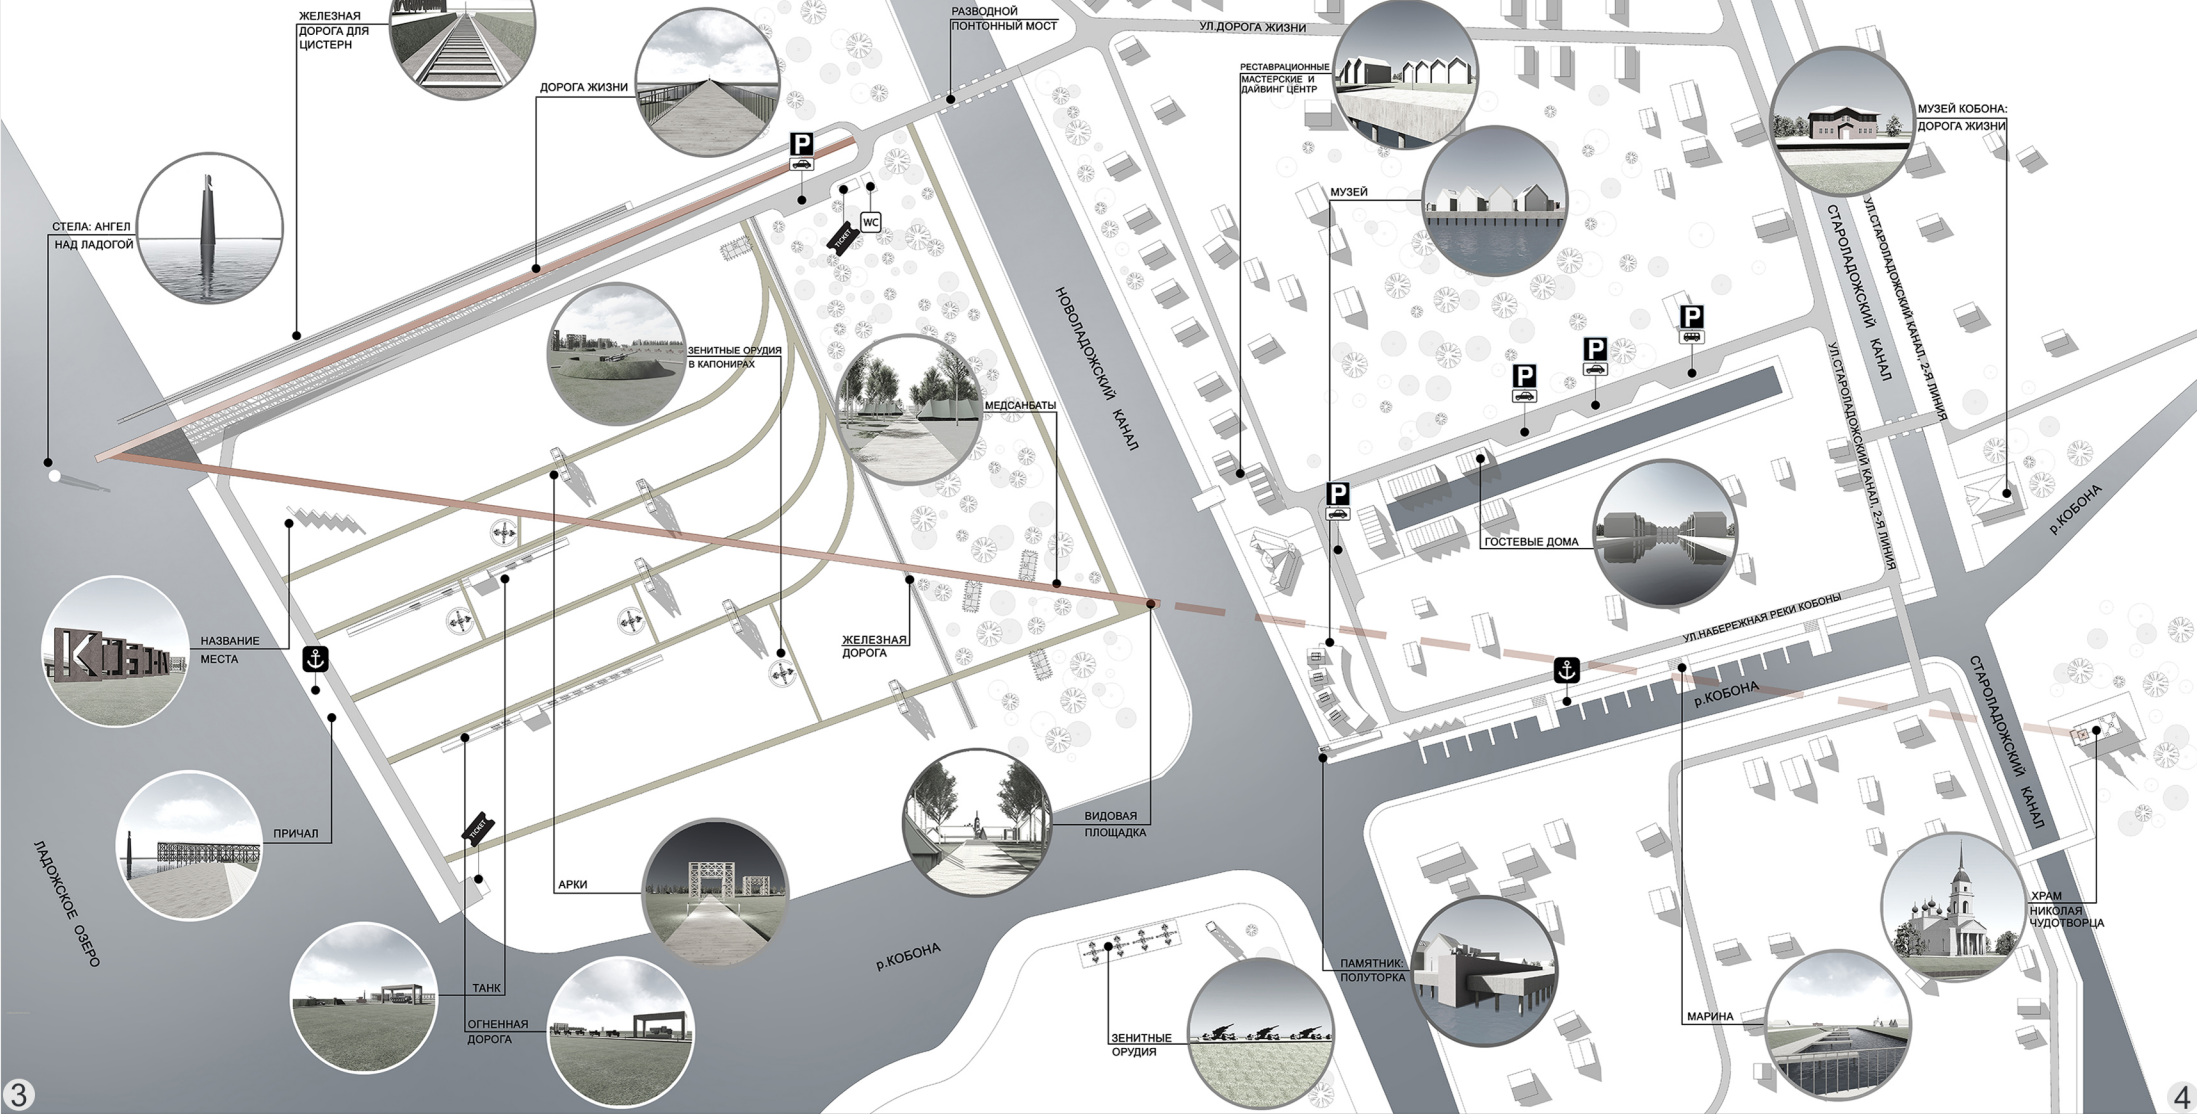 ЖЕЛЕЗНАЯ
ДОРОГА ДЛЯ
ЦИСТЕРН
ДОРОГА ЖИЗНИ
РАЗВОДНОЙ
ПОНТОННЫЙ МОСТ
УЛ.ДОРОГА ЖИЗНИ
РЕСТАВРАЦИОННЫЕ
МАСТЕРСКИЕ И
ДАЙВИНГ ЦЕНТР
МУЗЕЙ КОБОНА:
ДОРОГА ЖИЗНИ
МУЗЕЙ
СТЕЛА: АНГЕЛ
НАД ЛАДОГОЙ
P
TICKET
WC
НОВОЛАДОЖСКИЙ КАНАЛ
СТАРОЛАДОЖСКИЙ КАНАЛ
УЛ.СТАРОЛАДОЖСКИЙ КАНАЛ, 2-Я ЛИНИЯ
УЛ.СТАРОЛАДОЖСКИЙ КАНАЛ, 2-Я ЛИНИЯ
ЗЕНИТНЫЕ ОРУДИЯ
В КАПОНИРАХ
МЕДСАНБАТЫ
P
P
P
P
ГОСТЕВЫЕ ДОМА
р.КОБОНА
НАЗВАНИЕ
МЕСТА
КОБОНА
ЖЕЛЕЗНАЯ
ДОРОГА
УЛ.НАБЕРЕЖНАЯ РЕКИ КОБОНЫ
р.КОБОНА
СТАРОЛАДОЖСКИЙ КАНАЛ
ПРИЧАЛ
TICKET
ВИДОВАЯ
ПЛОЩАДКА
АРКИ
ЛАДОЖСКОЕ ОЗЕРО
р.КОБОНА
ХРАМ
НИКОЛАЯ
ЧУДОТВОРЦА
ПАМЯТНИК:
ПОЛУТОРКА
ТАНК
ОГНЕННАЯ
ДОРОГА
ЗЕНИТНЫЕ
ОРУДИЯ
МАРИНА
3
4